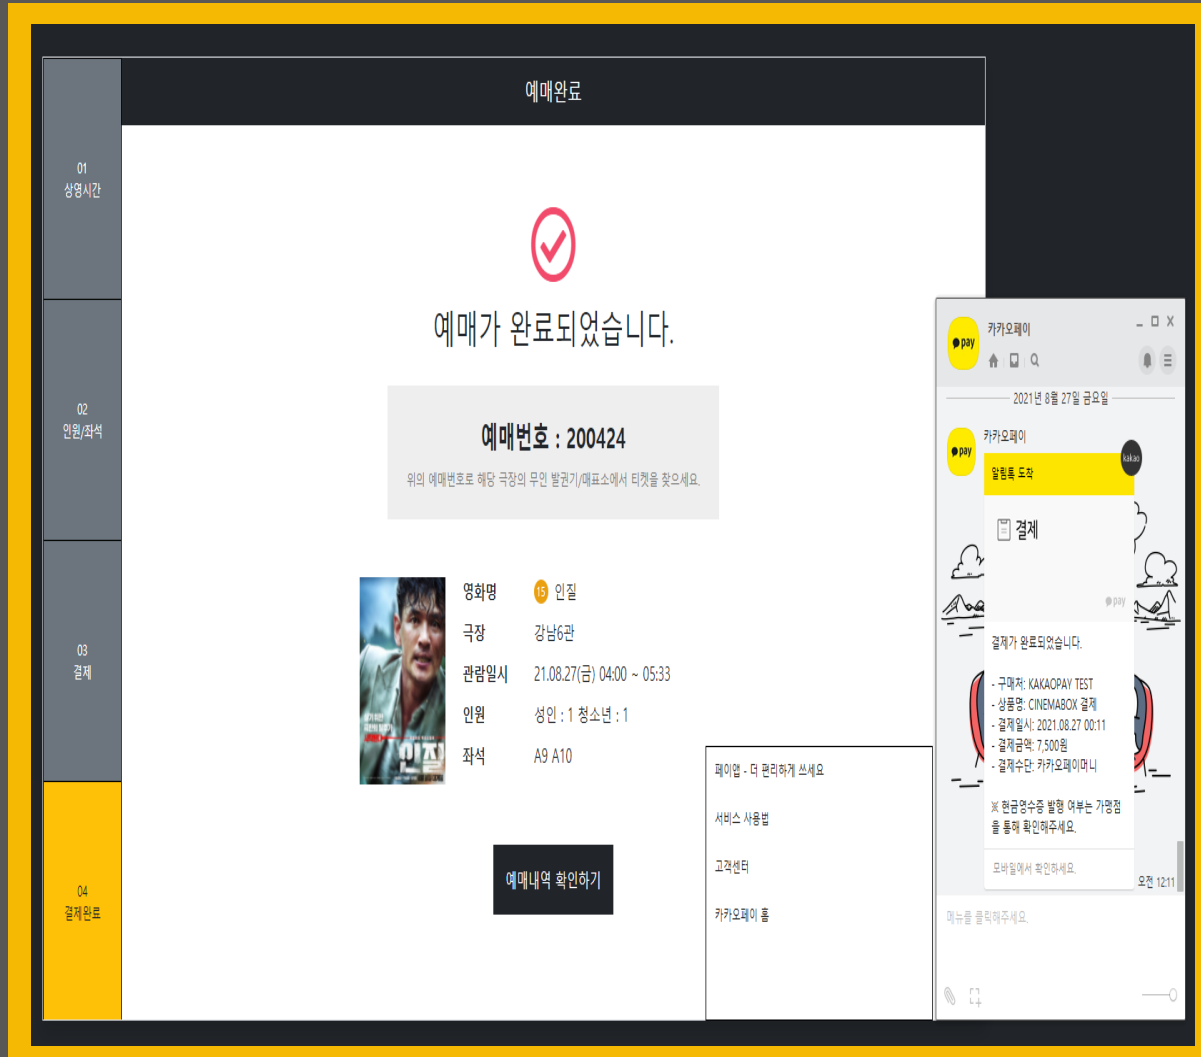 예매완료
01
상영시간
02
인원/좌석
03
결제
04
결제완료
예매가 완료되었습니다.
예매번호 : 200424
위의 예매번호로 해당 극장의 무인 발권기/매표소에서 티켓을 찾으세요.
인질
영화명 15 인질
극장 강남6관
관람일시 21.08.27(금) 04:00 ~ 05:33
인원 성인 : 1 청소년 : 1
좌석 A9 A10
예매내역 확인하기
페이앱 - 더 편리하게 쓰세요
서비스 사용법
고객센터
카카오페이 홈
pay
카카오페이
2021년 8월 27일 금요일
pay
카카오페이
kakao
알림톡 도착
결제
pay
결제가 완료되었습니다.
- 구매처: KAKAOPAY TEST
- 상품명: CINEMABOX 결제
- 결제일시: 2021.08.27 00:11
- 결제금액: 7,500원
- 결제수단: 카카오페이머니
※ 현금영수증 발행 여부는 가맹점
을 통해 확인해주세요.
모바일에서 확인하세요.
오전 12:11
메뉴를 클릭해주세요.